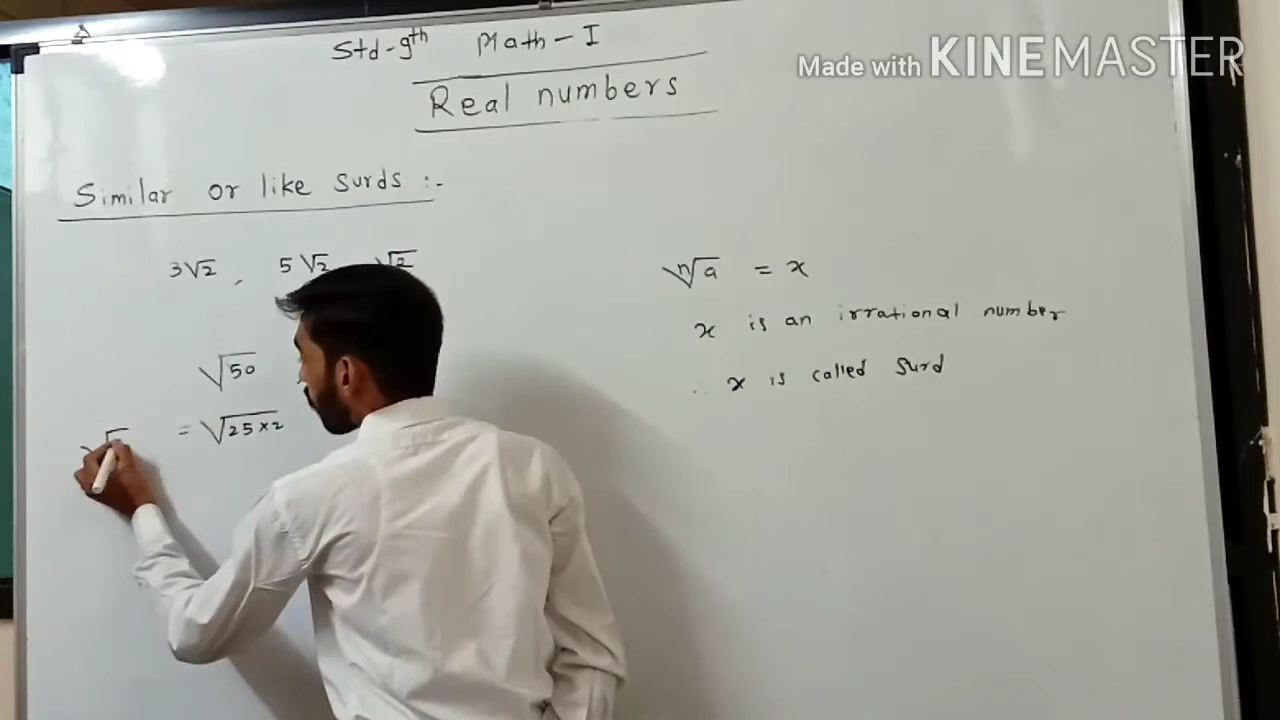 Std-9th Math-I
Made with KINEMASTER
Real numbers
Similar or like Surds :-
3√2 , 5√2 √2
ⁿ√a = x
x is an irrational number
∴ x is called Surd
√50
= √25×2